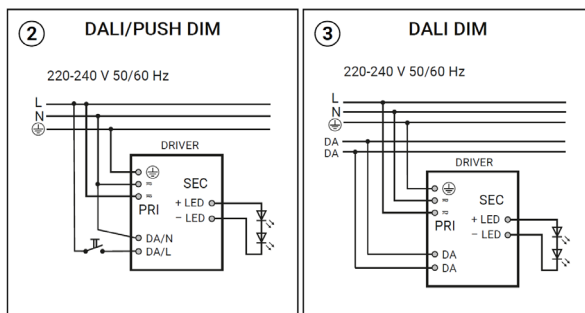 2 DALI/PUSH DIM
220-240 V 50/60 Hz
L
N
DRIVER
SEC
+ LED
PRI
− LED
DA/N
DA/L
3 DALI DIM
220-240 V 50/60 Hz
L
N
DA
DA
DRIVER
SEC
+ LED
PRI
− LED
DA
DA